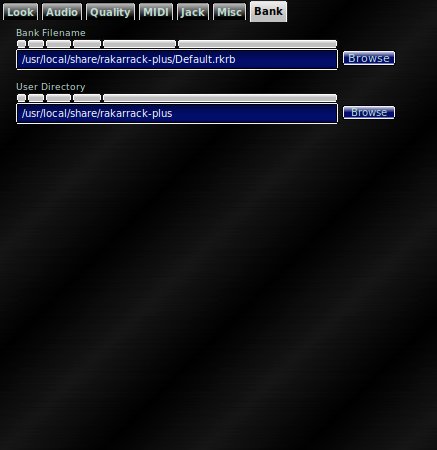 Look Audio Quality MIDI Jack Misc Bank
Bank Filename
/usr/local/share/rakarrack-plus/Default.rkrb Browse
User Directory
/usr/local/share/rakarrack-plus Browse